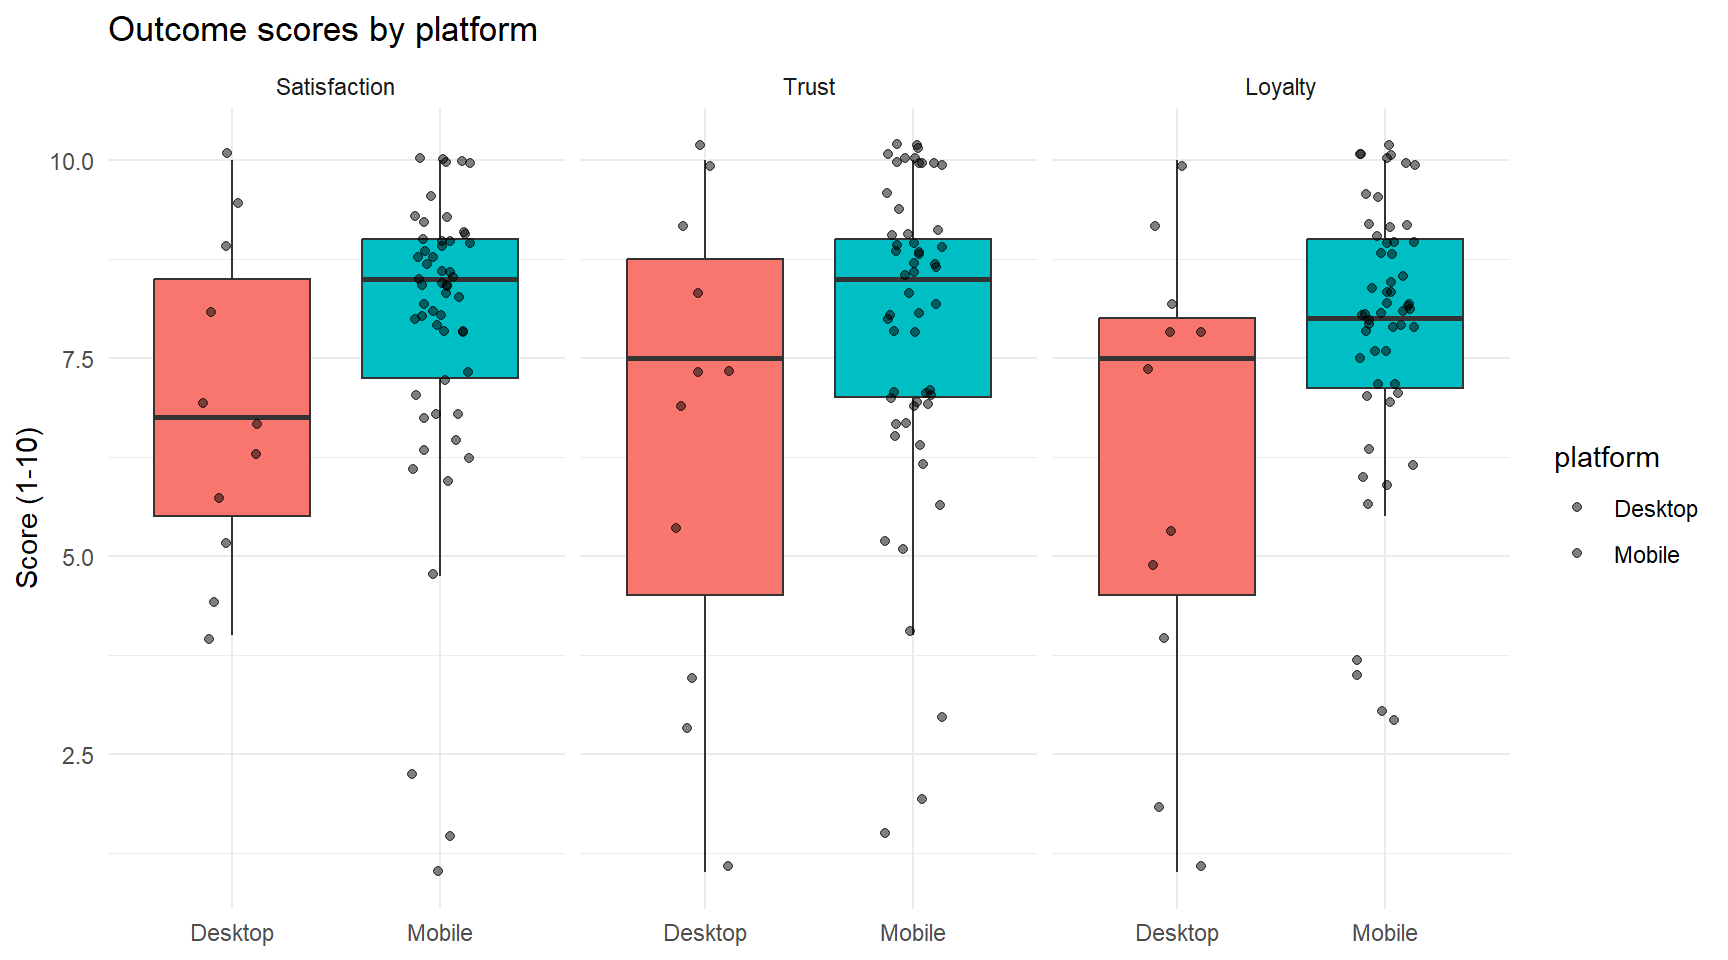 Outcome scores by platform
Satisfaction
Trust
Loyalty
10.0
7.5
5.0
2.5
Score (1-10)
Desktop
Mobile
Desktop
Mobile
Desktop
Mobile
platform
Desktop
Mobile